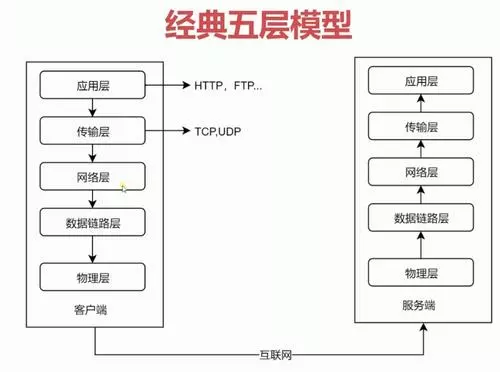 经典五层模型
应用层
HTTP，FTP...
传输层
TCP,UDP
网络层
数据链路层
物理层
客户端
应用层
传输层
网络层
数据链路层
物理层
服务端
互联网